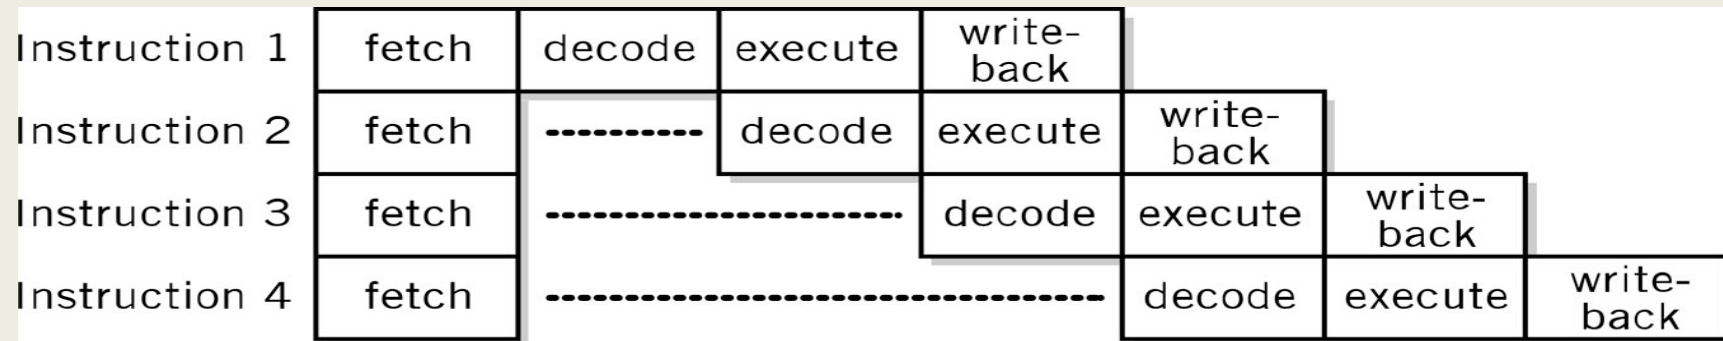 Instruction 1 fetch decode execute write-
back
Instruction 2 fetch decode execute write-
back
Instruction 3 fetch decode execute write-
back
Instruction 4 fetch decode execute write-
back